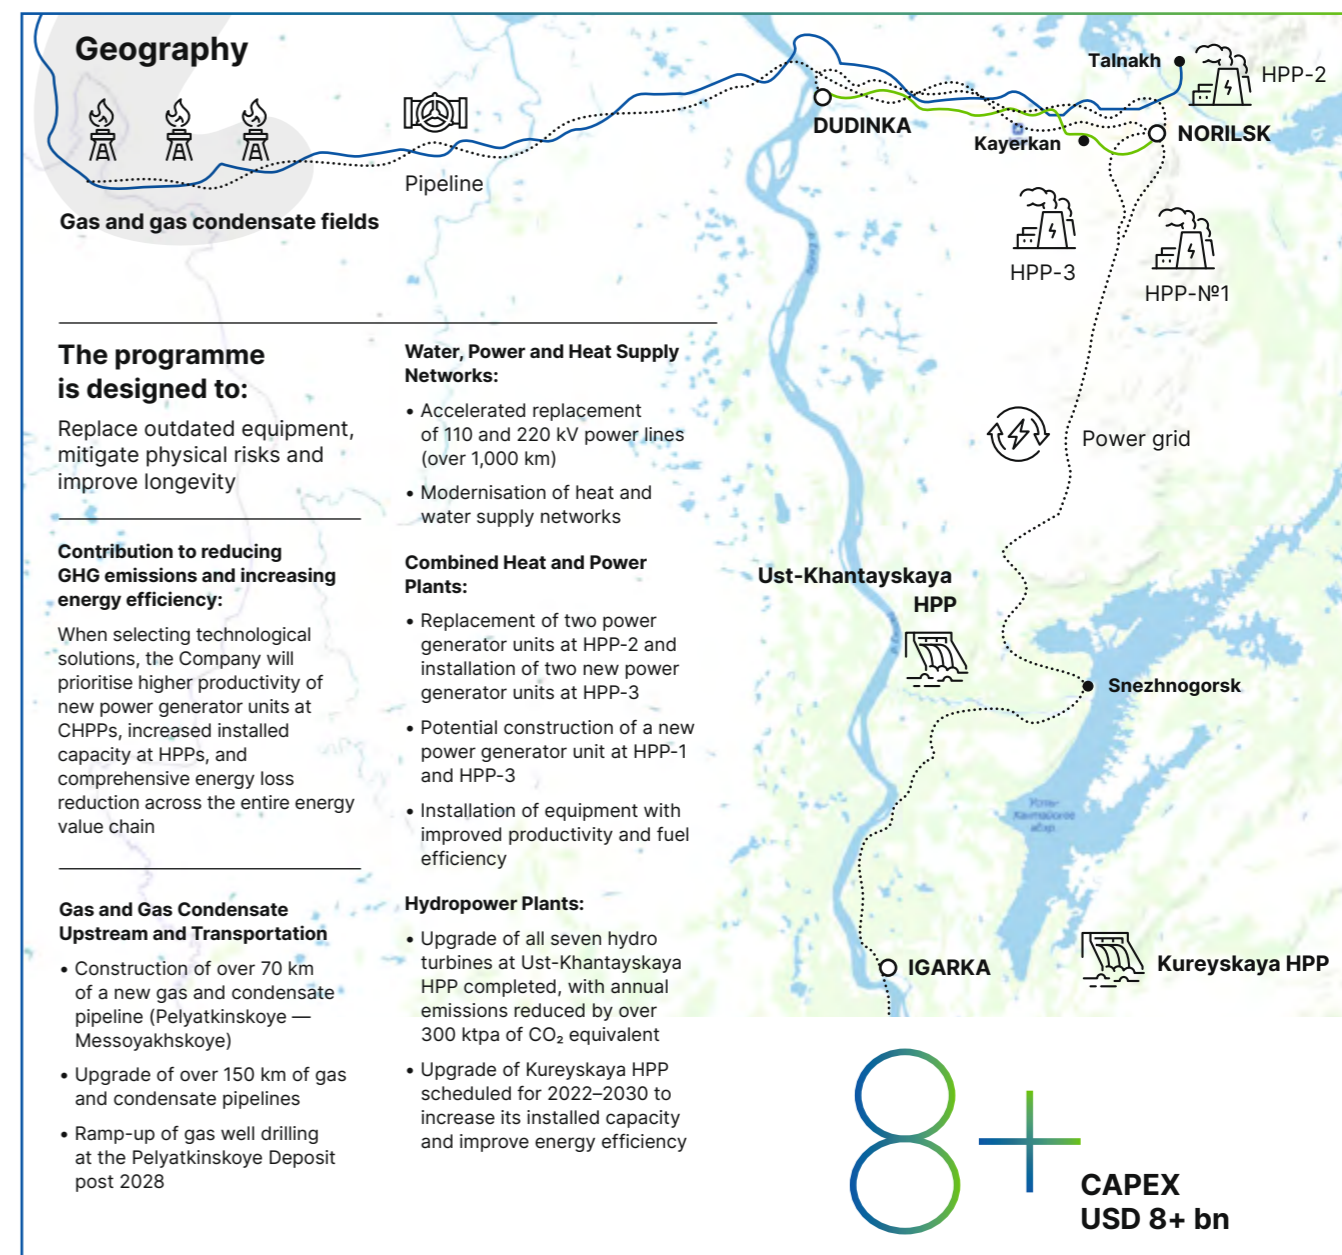 Geography
Gas and gas condensate fields
Pipeline
DUDINKA
Talnakh
HPP-2
Kayerkan
NORILSK
HPP-3
HPP-№1
Power grid
Ust-Khantayskaya
HPP
Snezhnogorsk
IGARKA
Kureyskaya HPP
The programme
is designed to:
Replace outdated equipment,
mitigate physical risks and
improve longevity
Contribution to reducing
GHG emissions and increasing
energy efficiency:
When selecting technological
solutions, the Company will
prioritise higher productivity of
new power generator units at
CHPPs, increased installed
capacity at HPPs, and
comprehensive energy loss
reduction across the entire energy
value chain
Gas and Gas Condensate
Upstream and Transportation
• Construction of over 70 km
of a new gas and condensate
pipeline (Pelyatkinskoye —
Messoyakhskoye)
• Upgrade of over 150 km of gas
and condensate pipelines
• Ramp-up of gas well drilling
at the Pelyatkinskoye Deposit
post 2028
Water, Power and Heat Supply
Networks:
• Accelerated replacement
of 110 and 220 kV power lines
(over 1,000 km)
• Modernisation of heat and
water supply networks
Combined Heat and Power
Plants:
• Replacement of two power
generator units at HPP-2 and
installation of two new power
generator units at HPP-3
• Potential construction of a new
power generator unit at HPP-1
and HPP-3
• Installation of equipment with
improved productivity and fuel
efficiency
Hydropower Plants:
• Upgrade of all seven hydro
turbines at Ust-Khantayskaya
HPP completed, with annual
emissions reduced by over
300 ktpa of CO₂ equivalent
• Upgrade of Kureyskaya HPP
scheduled for 2022–2030 to
increase its installed capacity
and improve energy efficiency
8+
CAPEX
USD 8+ bn